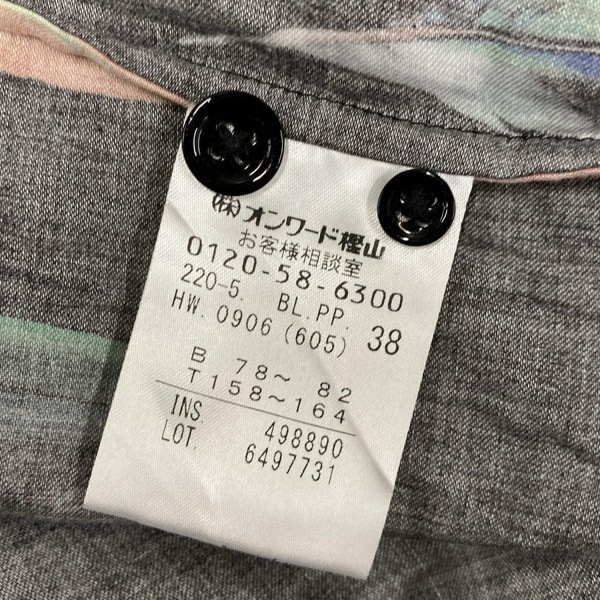 (株)オンワード樫山
お客様相談室
0120-58-6300
220-5. BL.PP. 38
HW.0906(605)
B 78～ 82
T 158～164
INS. 498890
LOT. 6497731